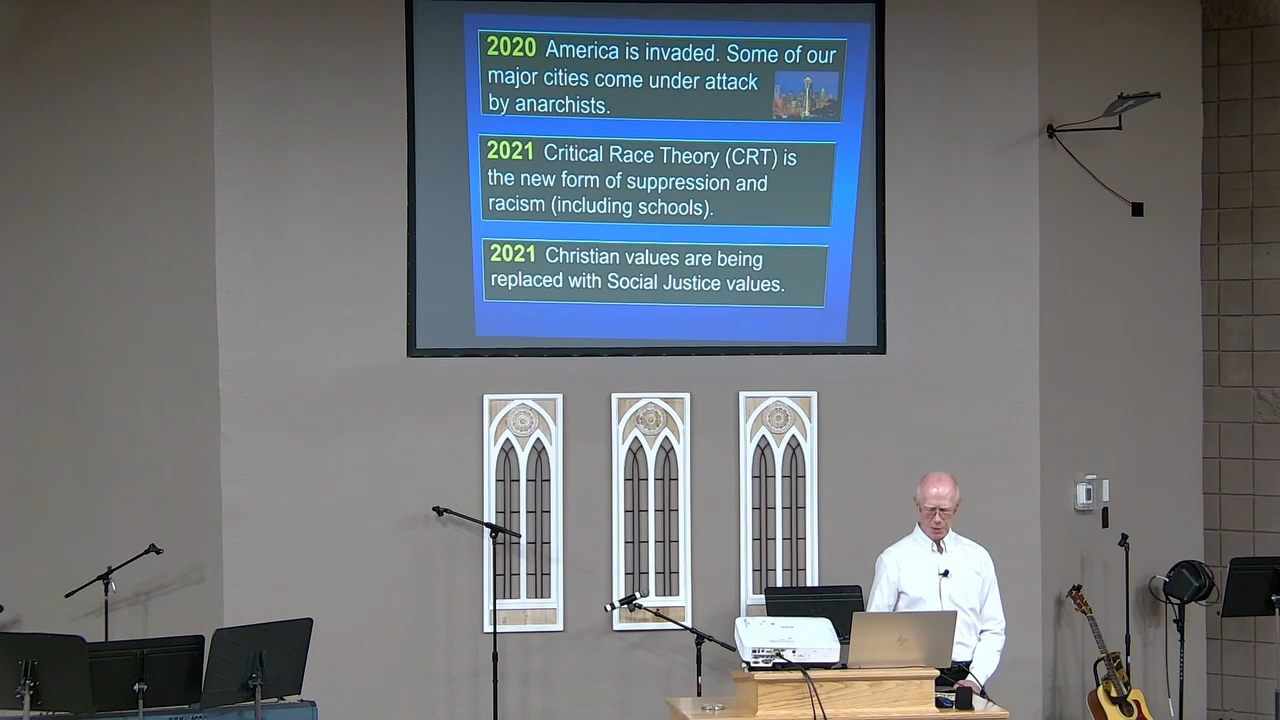 2020 America is invaded. Some of our
major cities come under attack
by anarchists.
2021 Critical Race Theory (CRT) is
the new form of suppression and
racism (including schools).
2021 Christian values are being
replaced with Social Justice values.